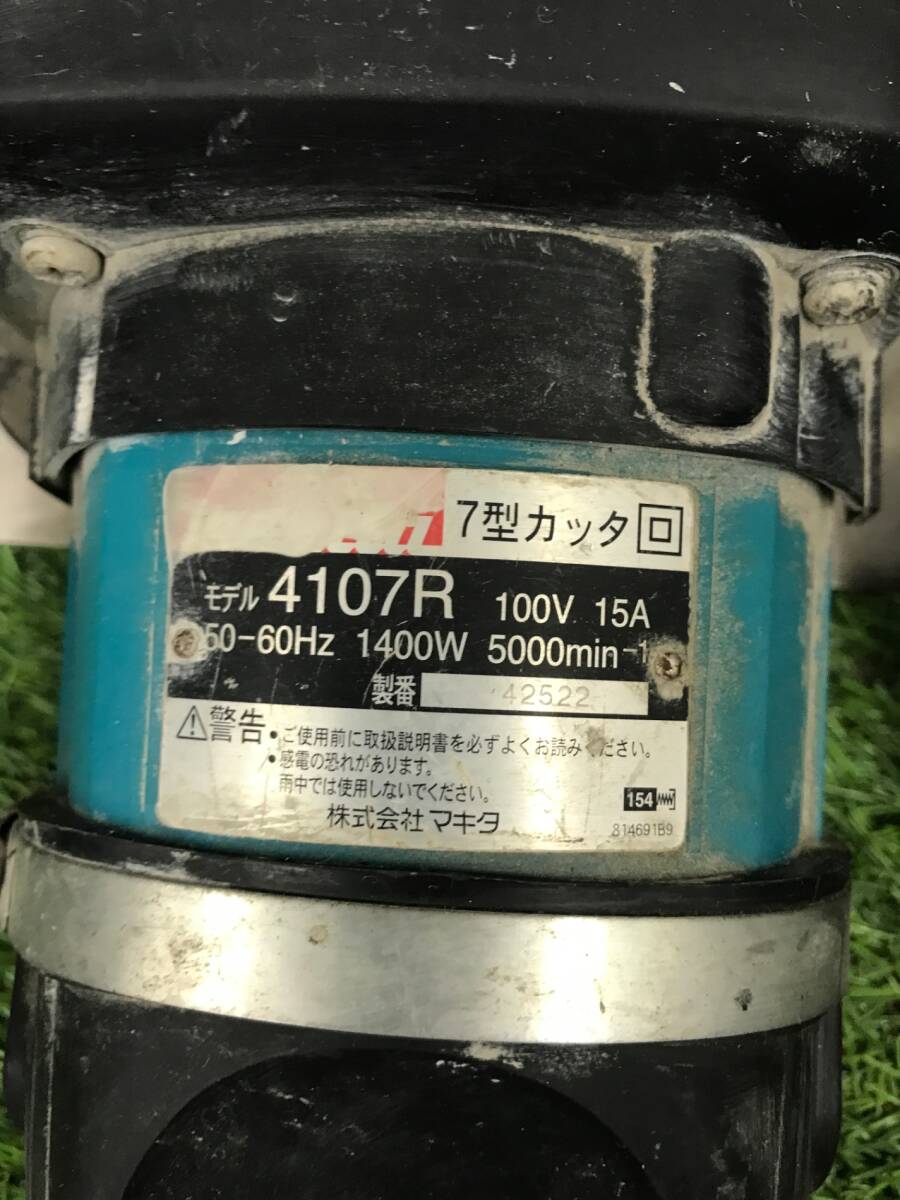 7型カッタ
モデル 4107R 100V 15A
50-60Hz 1400W 5000min⁻¹
製番 42522
⚠警告 •ご使用前に取扱説明書を必ずよくお読みください。
•感電の恐れがあります。
雨中では使用しないでください。
154
株式会社 マキタ
814691B9